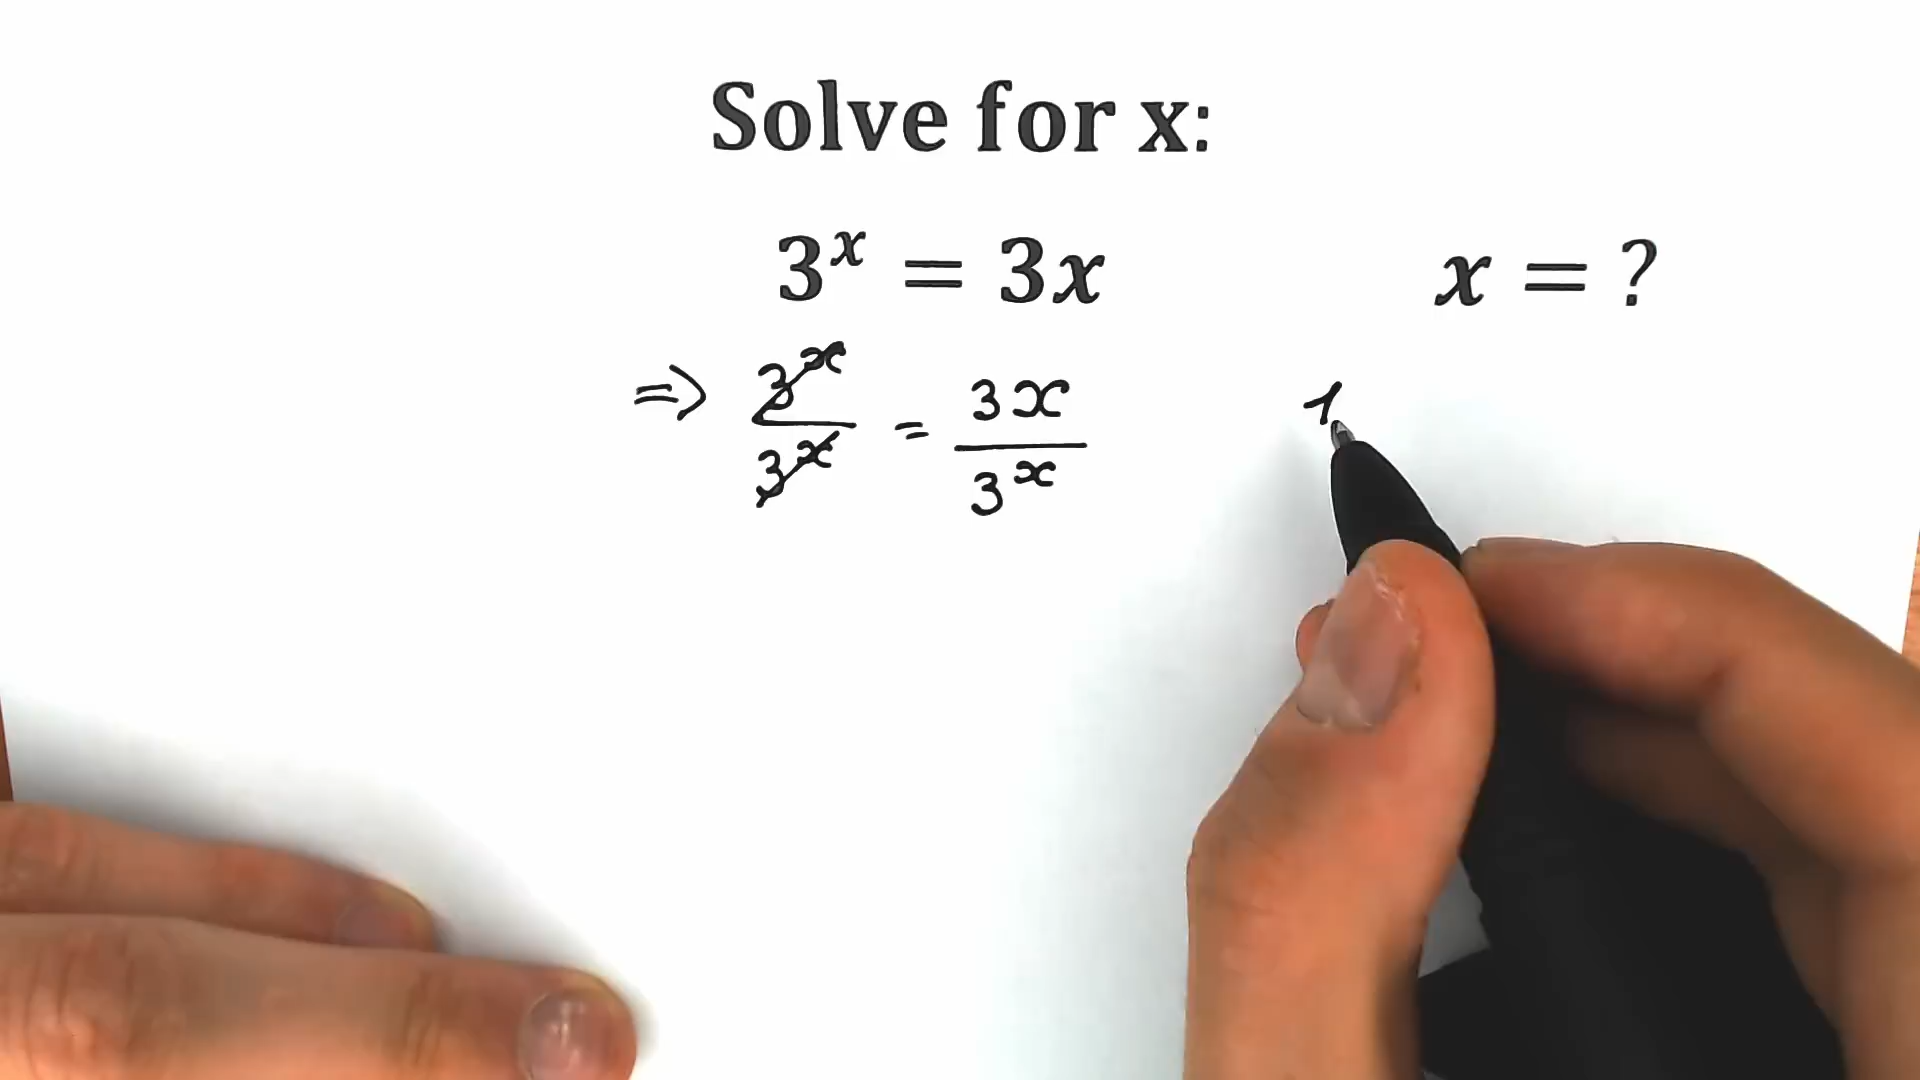 Solve for x:
3^x = 3x
x = ?
=> 3^x/3^x = 3x/3^x
1